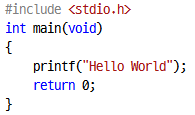 #include <stdio.h>
int main(void)
{
    printf("Hello World");
    return 0;
}